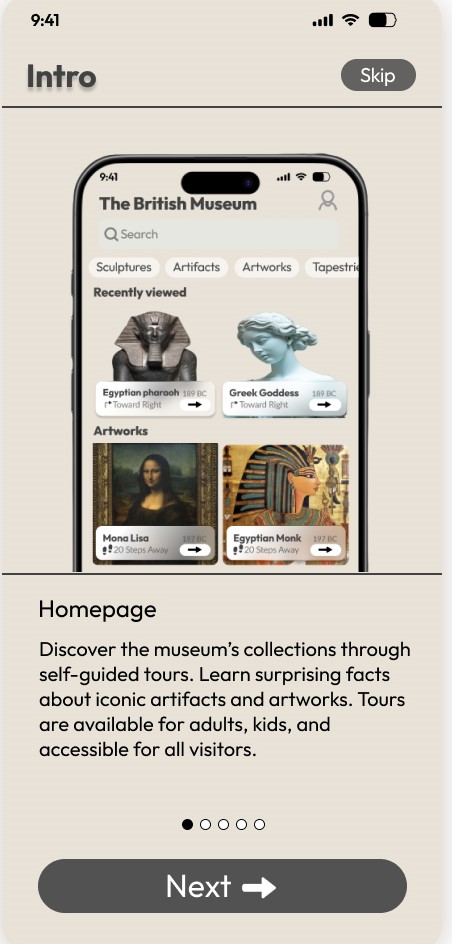 9:41
Intro
Skip
9:41
The British Museum
Search
Sculptures Artifacts Artworks Tapestrie
Recently viewed
Egyptian pharaoh 189 BC
Toward Right
Greek Goddess 189 BC
Toward Right
Artworks
Mona Lisa 197 BC
20 Steps Away
Egyptian Monk 197 BC
20 Steps Away
Homepage
Discover the museum’s collections through
self-guided tours. Learn surprising facts
about iconic artifacts and artworks. Tours
are available for adults, kids, and
accessible for all visitors.
Next